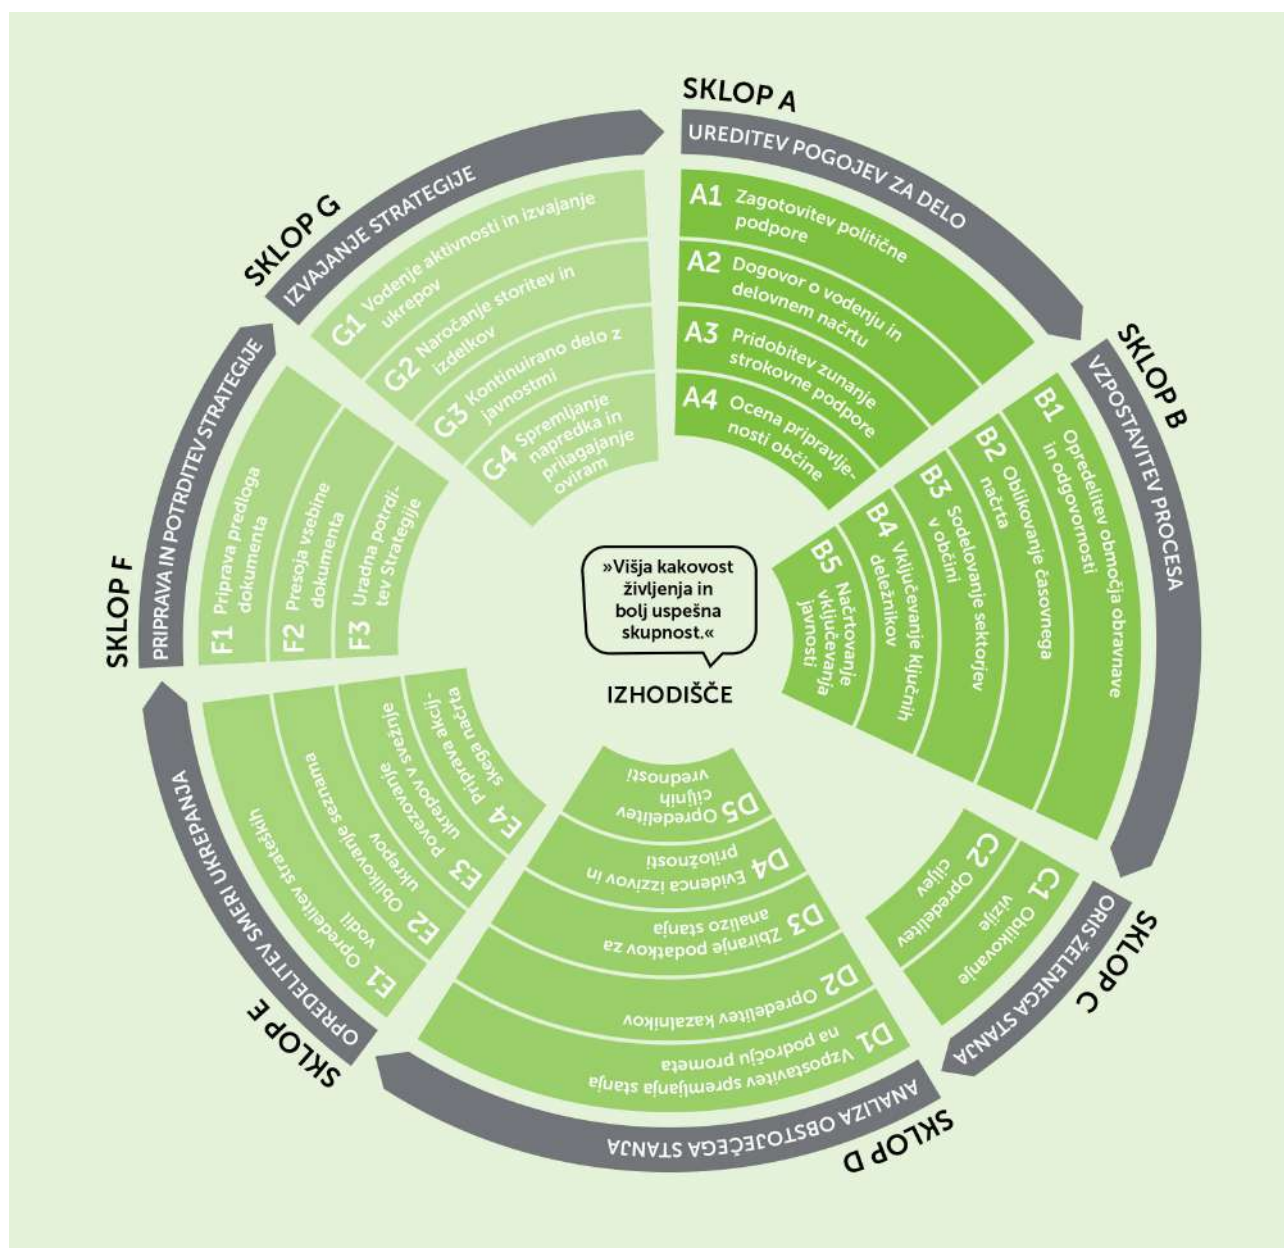 SKLOP A
UREDITEV POGOJEV ZA DELO
A1 Zagotovitev politične
podpore
A2 Dogovor o vodenju in
delovnem načrtu
A3 Pridobitev zunanje
strokovne podpore
A4 Ocena pripravlje-
nosti občine
SKLOP B
VZPOSTAVITEV PROCESA
B1 Opredelitev območja obravnave
in odgovornosti
B2 Oblikovanje časovnega
načrta
B3 Sodelovanje sektorjev
v občini
B4 Vključevanje ključnih
deležnikov
B5 Načrtovanje
vključevanja
javnosti
SKLOP C
ORIS ŽELENEGA STANJA
C1 Oblikovanje
vizije
C2 Opredelitev
ciljev
SKLOP D
ANALIZA OBSTOJEČEGA STANJA
D1 Vzpostavitev spremljanja stanja
na področju prometa
D2 Opredelitev kazalnikov
D3 Zbiranje podatkov za
analizo stanja
D4 Evidenca izzivov in
priložnosti
D5 Opredelitev
ciljnih
vrednosti
SKLOP E
OPREDELITEV SMERI UKREPANJA
E1 Opredelitev strateških
vodil
E2 Oblikovanje seznama
ukrepov
E3 Povezovanje
ukrepov v svežnje
E4 Priprava akcij-
skega načrta
SKLOP F
PRIPRAVA IN POTRDITEV STRATEGIJE
F1 Priprava predloga
dokumenta
F2 Presoja vsebine
dokumenta
F3 Uradna potrdi-
tev Strategije
SKLOP G
IZVAJANJE STRATEGIJE
G1 Vodenje aktivnosti in izvajanje
ukrepov
G2 Naročanje storitev in
izdelkov
G3 Kontinuirano delo z
javnostmi
G4 Spremljanje
napredka in
prilagajanje
oviram
»Višja kakovost
življenja in
bolj uspešna
skupnost.«
IZHODIŠČE